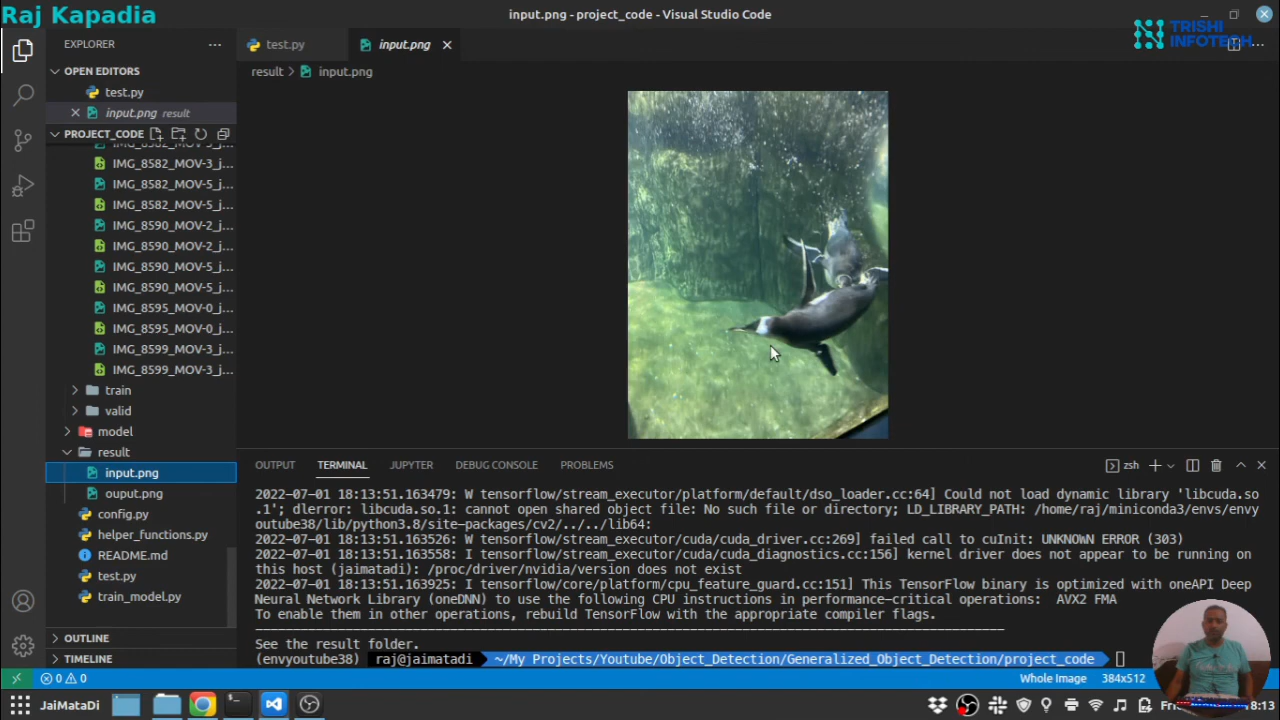 Raj Kapadia
input.png - project_code - Visual Studio Code
TRISHI
INFOTECH
EXPLORER
test.py
input.png
result
input.png
OPEN EDITORS
test.py
input.png result
PROJECT_CODE
IMG_8582_MOV-3_j...
IMG_8582_MOV-5_j...
IMG_8582_MOV-5_j...
IMG_8590_MOV-2_j...
IMG_8590_MOV-2_j...
IMG_8590_MOV-5_j...
IMG_8590_MOV-5_j...
IMG_8595_MOV-0_j...
IMG_8595_MOV-0_j...
IMG_8599_MOV-3_j...
IMG_8599_MOV-3_j...
train
valid
model
result
input.png
ouput.png
config.py
helper_functions.py
README.md
test.py
train_model.py
OUTLINE
TIMELINE
OUTPUT
TERMINAL
JUPYTER
DEBUG CONSOLE
PROBLEMS
zsh
2022-07-01 18:13:51.163479: W tensorflow/stream_executor/platform/default/dso_loader.cc:64] Could not load dynamic library 'libcuda.so
.1'; dlerror: libcuda.so.1: cannot open shared object file: No such file or directory; LD_LIBRARY_PATH: /home/raj/miniconda3/envs/envy
outube38/lib/python3.8/site-packages/cv2/../../lib64:
2022-07-01 18:13:51.163526: W tensorflow/stream_executor/cuda/cuda_driver.cc:269] failed call to cuInit: UNKNOWN ERROR (303)
2022-07-01 18:13:51.163558: I tensorflow/stream_executor/cuda/cuda_diagnostics.cc:156] kernel driver does not appear to be running on
this host (jaimatadi): /proc/driver/nvidia/version does not exist
2022-07-01 18:13:51.163925: I tensorflow/core/platform/cpu_feature_guard.cc:151] This TensorFlow binary is optimized with oneAPI Deep
Neural Network Library (oneDNN) to use the following CPU instructions in performance-critical operations: AVX2 FMA
To enable them in other operations, rebuild TensorFlow with the appropriate compiler flags.
See the result folder.
(envyoutube38) raj@jaimatadi ~/My Projects/Youtube/Object_Detection/Generalized_Object_Detection/project_code
0 0
Whole Image
384x512
JaiMataDi
8:13